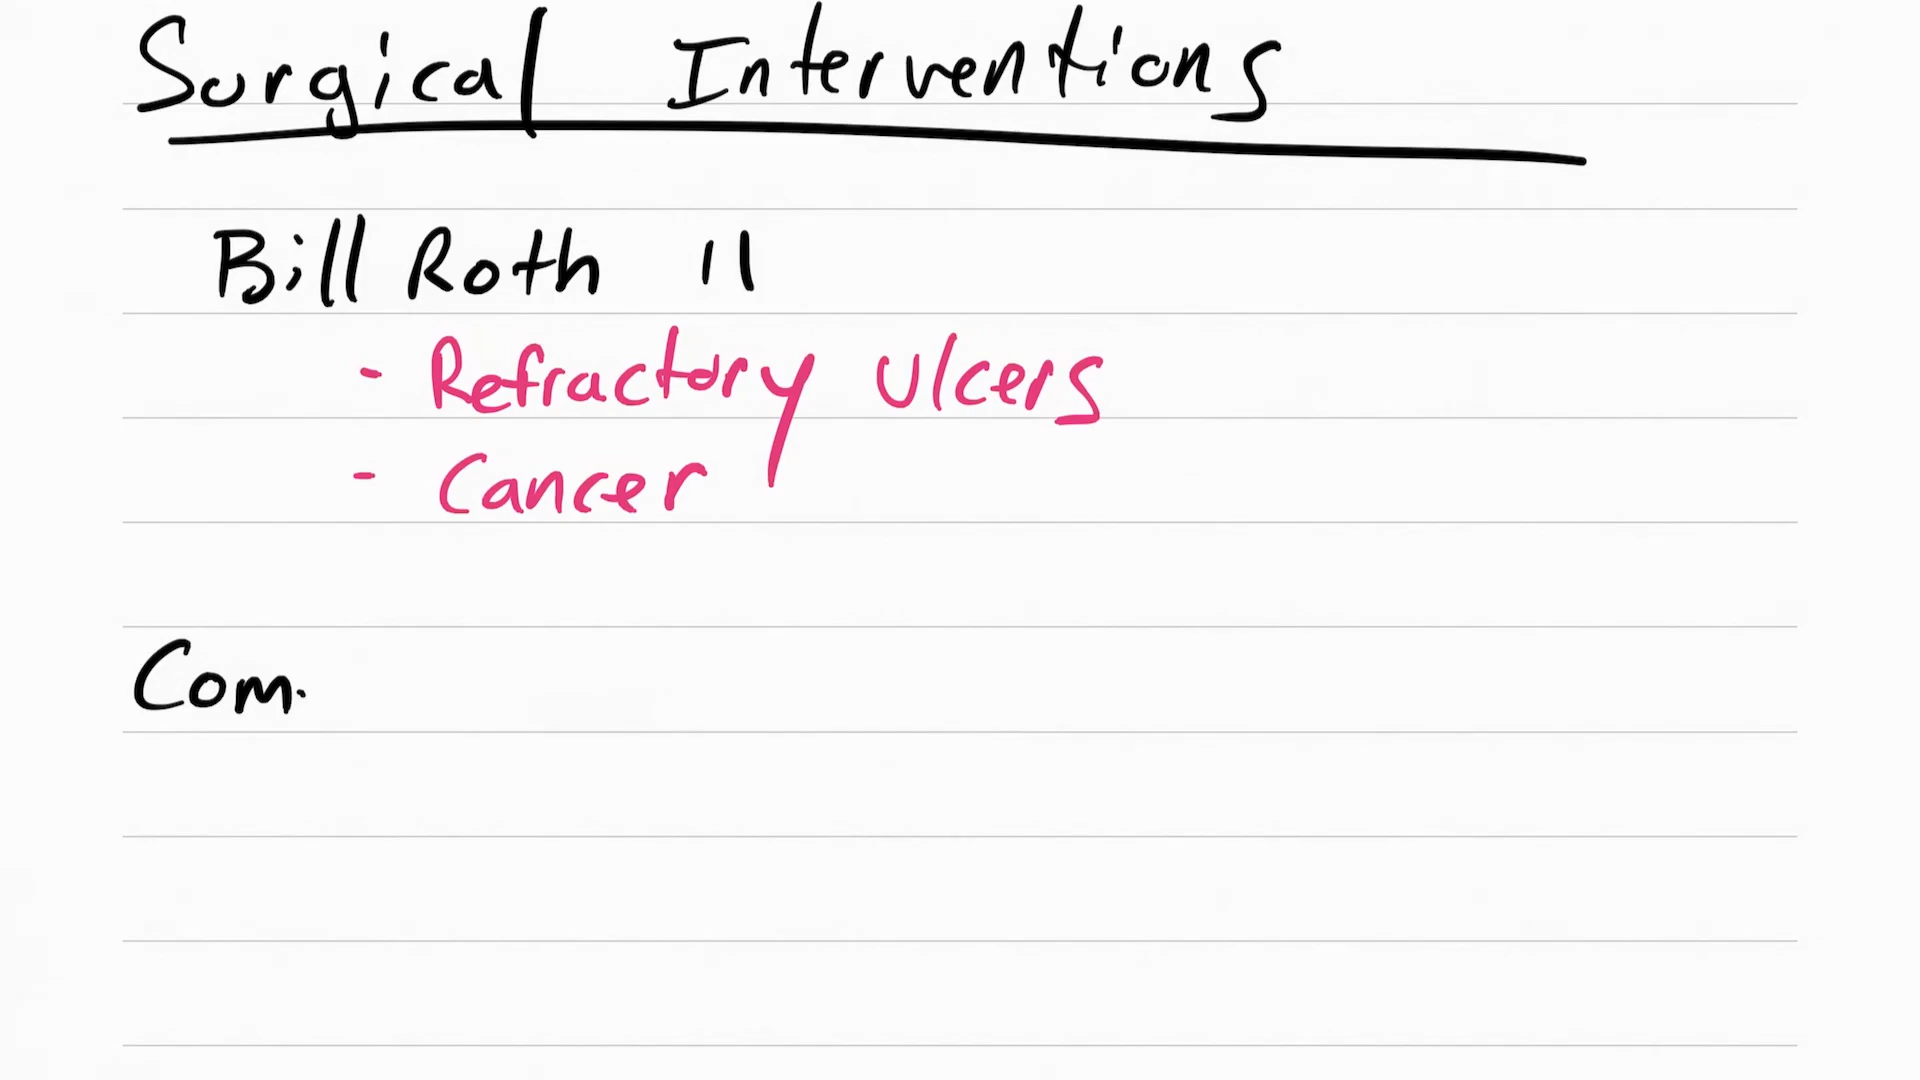 Surgical Interventions
Bill Roth II
- Refractory Ulcers
- Cancer
Com.